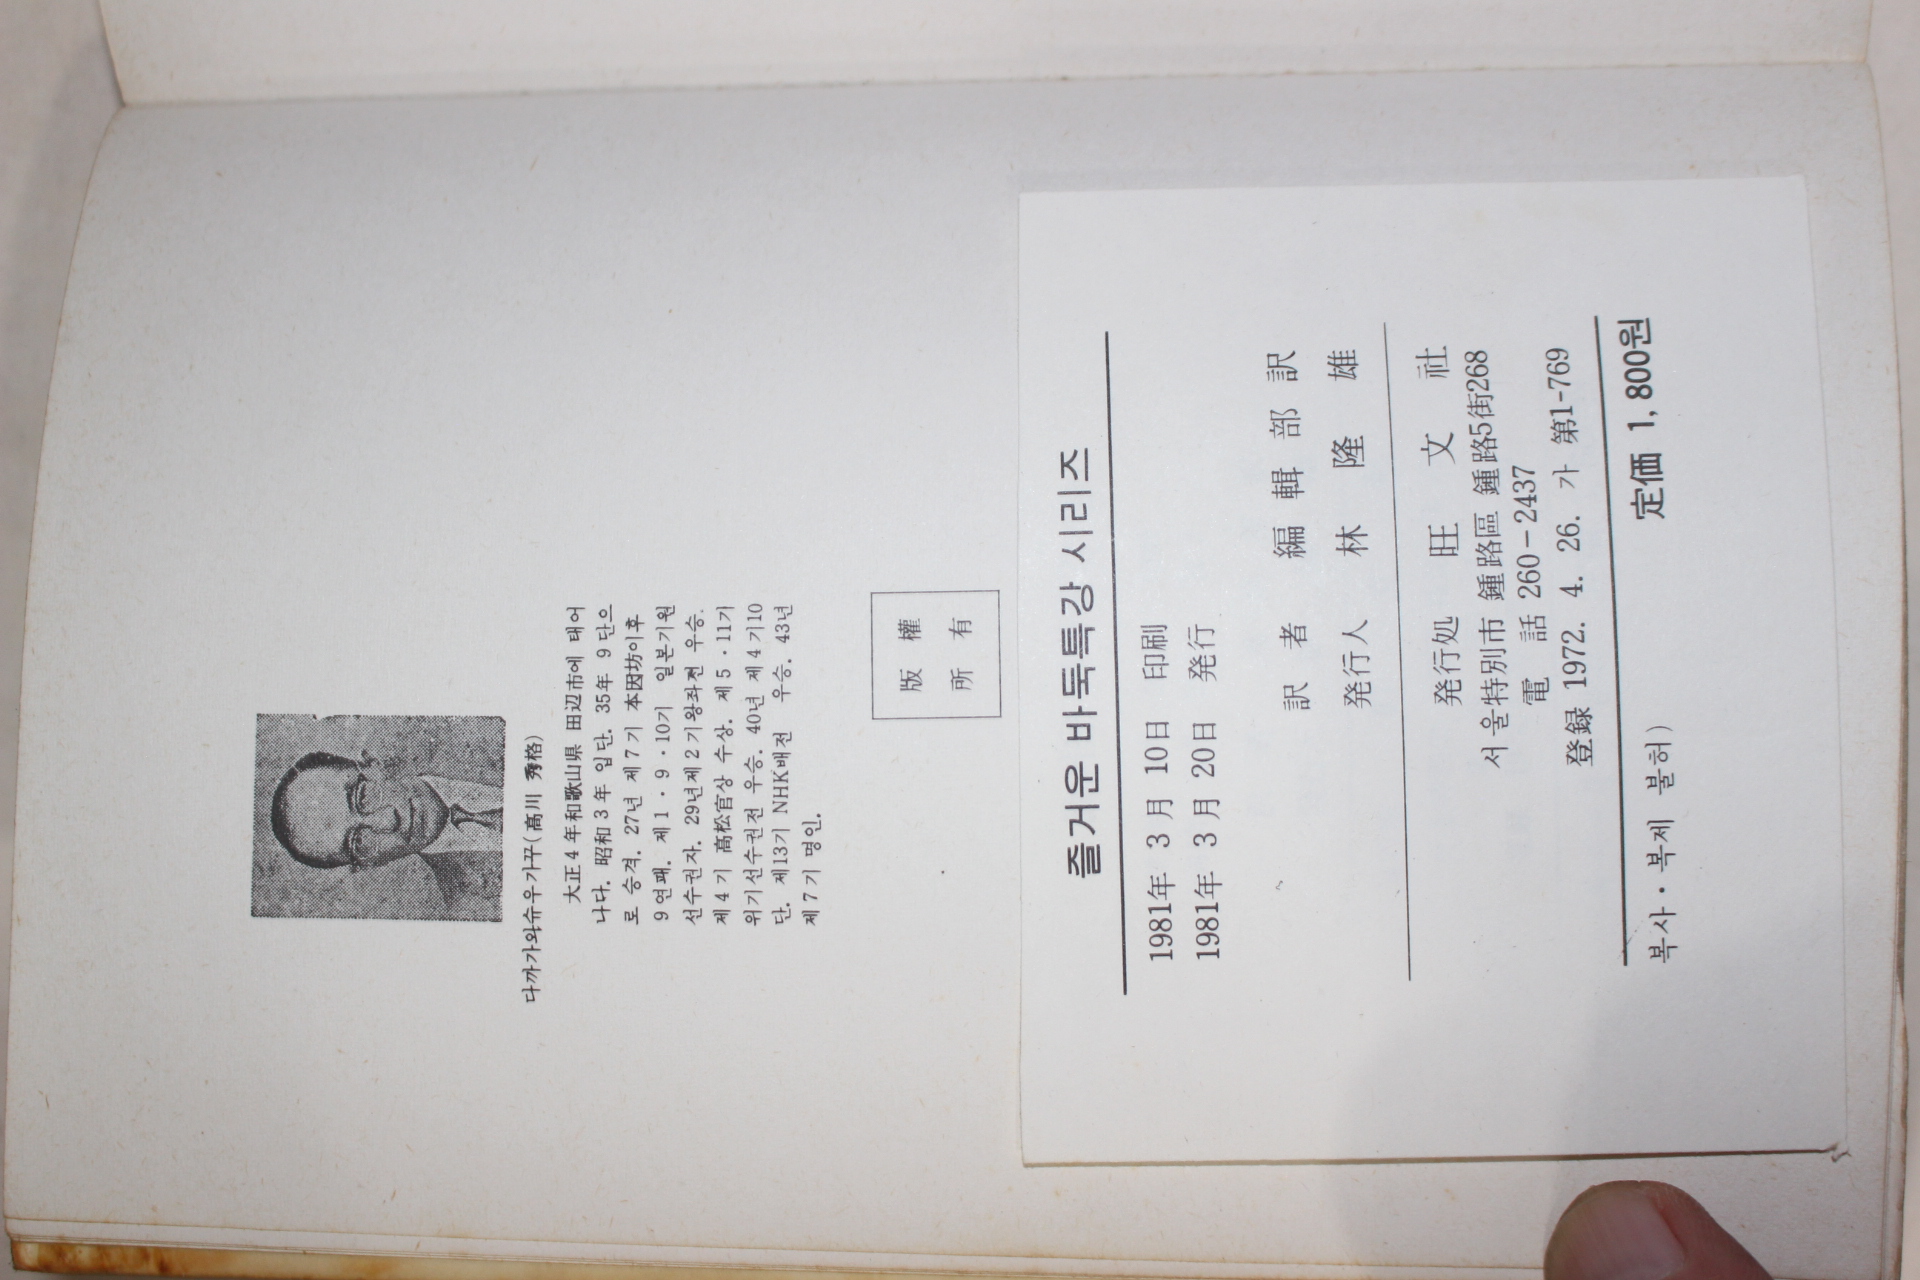 다까가와슈우가꾸(高川 秀格)
大正4年和歌山県 田辺市에 태어
나다. 昭和3年 입단. 35年 9단으
로 승격. 27년 제7기 本因坊이후
9연패. 제1·9·10기 일본기원
선수권자. 29년제2기왕좌전 우승.
제4기 高松宮상 수상. 제5·11기
위기선수권전 우승. 40년 제4기10
단. 제13기 NHK배전 우승. 43년
제7기 명인.
版權
所有
즐거운 바둑특강 시리즈
1981年 3月 10日 印刷
1981年 3月 20日 発行
訳者 編輯部訳
発行人 林隆雄
発行処 旺文社
서울特別市 鍾路區 鍾路5街268
電話 260-2437
登録 1972. 4. 26. 가 第1-769
定価 1,800원
복사·복제 불허)